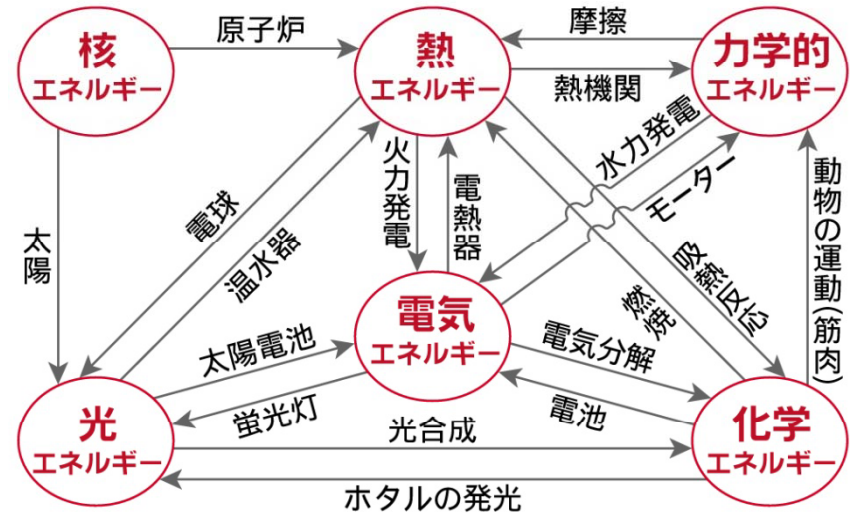 核
エネルギー
原子炉
熱
エネルギー
摩擦
熱機関
力学的
エネルギー
太陽
電球
温水器
火力発電
電熱器
水力発電
モーター
動物の運動(筋肉)
吸熱反応
燃焼
電気
エネルギー
太陽電池
蛍光灯
電気分解
電池
光
エネルギー
光合成
化学
エネルギー
ホタルの発光